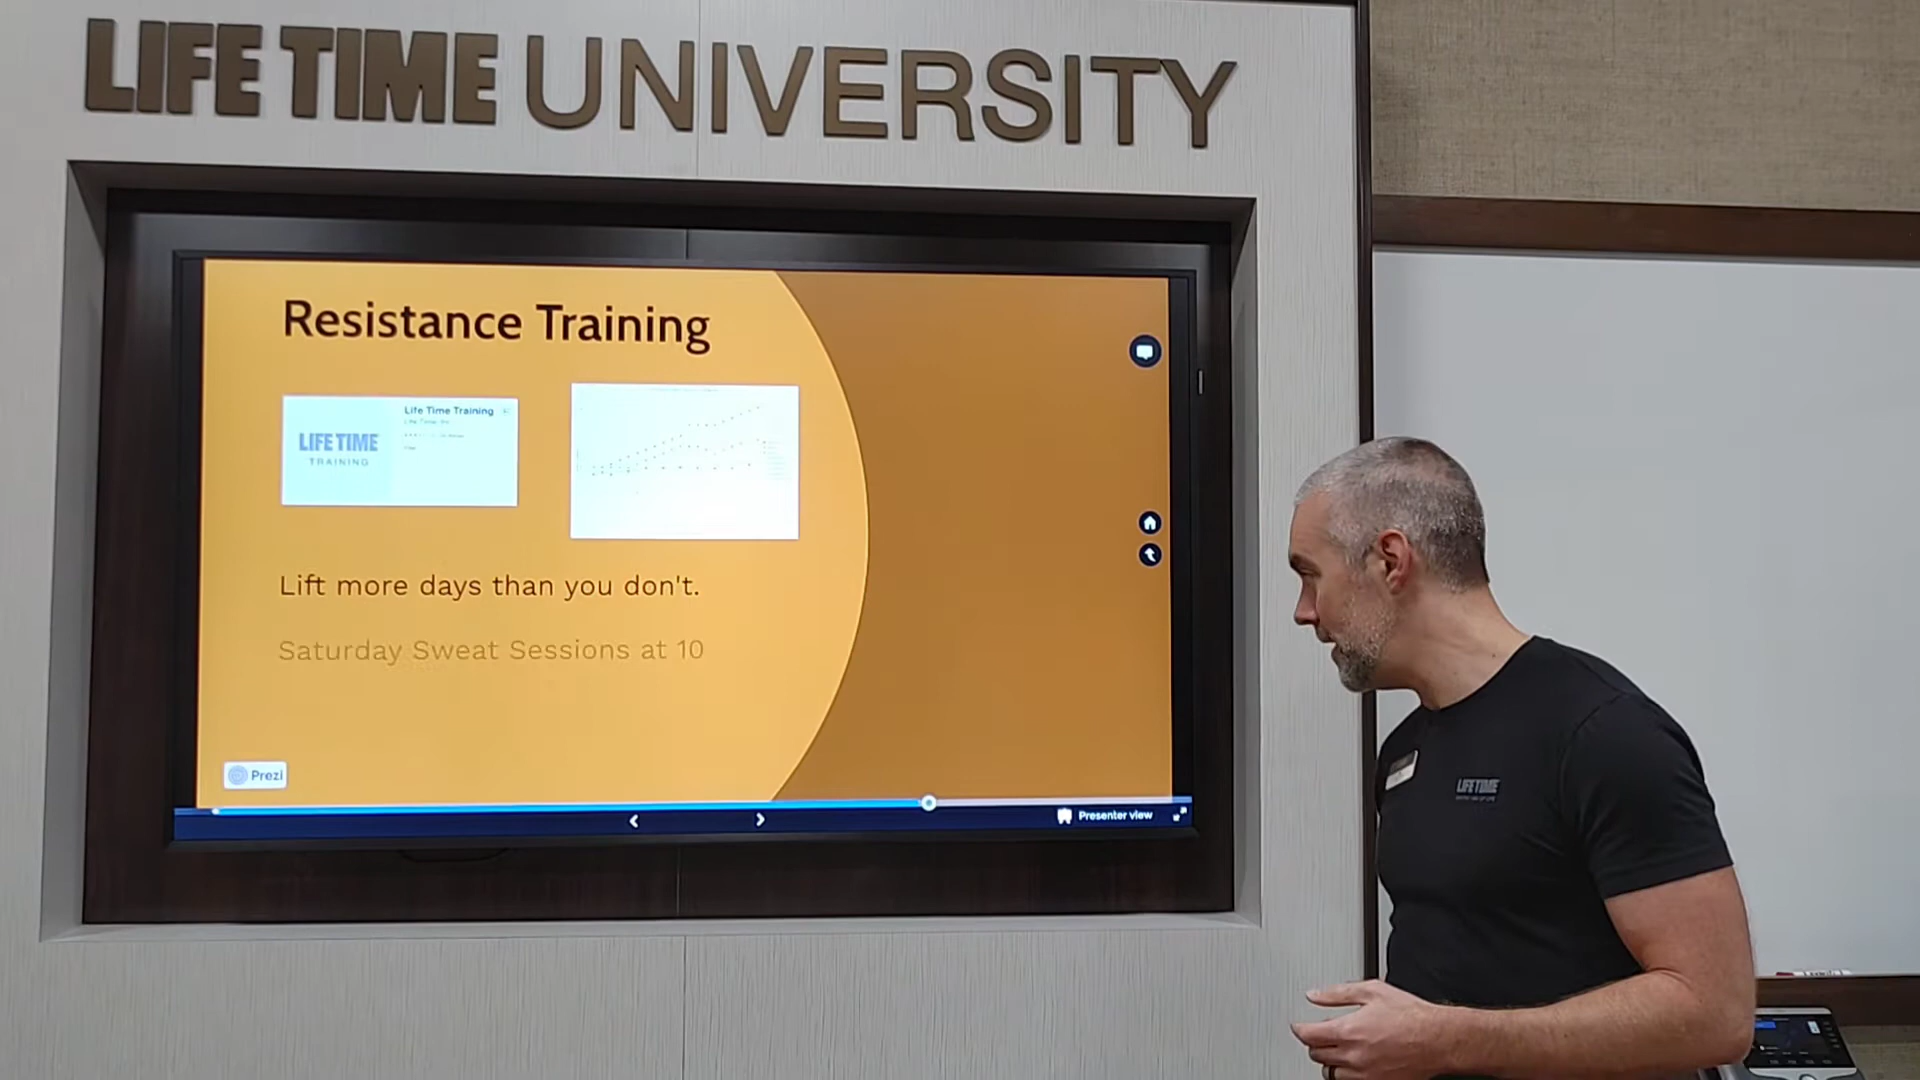 LIFE TIME UNIVERSITY
Resistance Training
Life Time Training
LIFE TIME
TRAINING
Lift more days than you don't.
Saturday Sweat Sessions at 10
Prezi
Presenter view
LIFE TIME